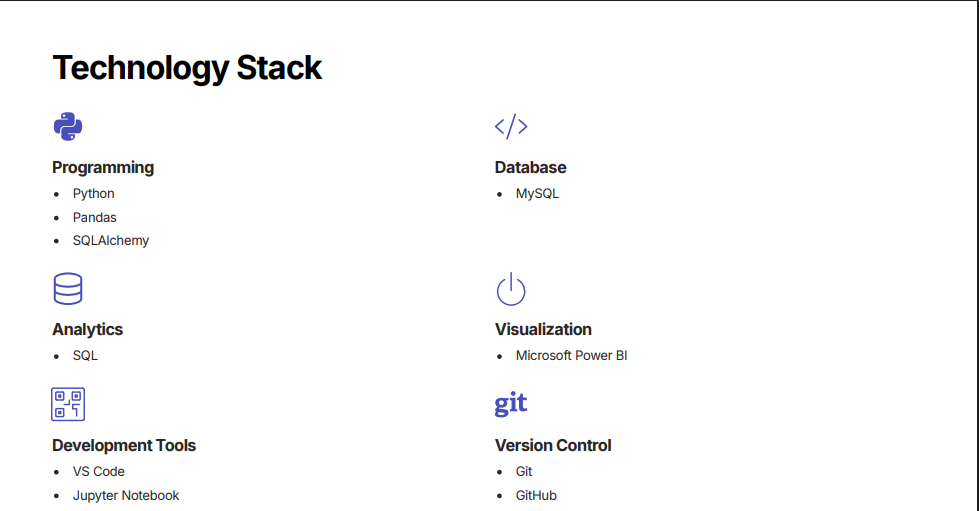 Technology Stack
Programming
• Python
• Pandas
• SQLAlchemy
Database
• MySQL
Analytics
• SQL
Visualization
• Microsoft Power BI
Development Tools
• VS Code
• Jupyter Notebook
git
Version Control
• Git
• GitHub